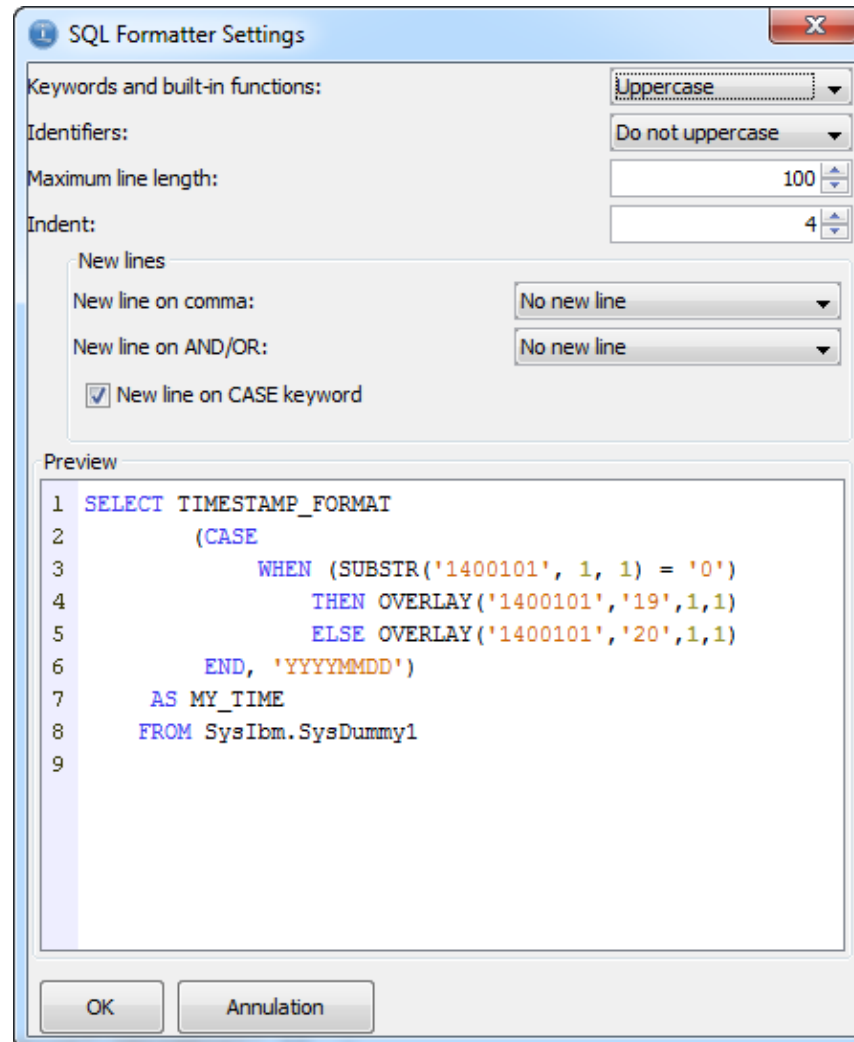 SQL Formatter Settings
Keywords and built-in functions: Uppercase
Identifiers: Do not uppercase
Maximum line length: 100
Indent: 4
New lines
New line on comma: No new line
New line on AND/OR: No new line
New line on CASE keyword
Preview
1 SELECT TIMESTAMP_FORMAT
2 (CASE
3 WHEN (SUBSTR('1400101', 1, 1) = '0')
4 THEN OVERLAY('1400101','19',1,1)
5 ELSE OVERLAY('1400101','20',1,1)
6 END, 'YYYYMMDD')
7 AS MY_TIME
8 FROM SysIbm.SysDummy1
9
OK Annulation